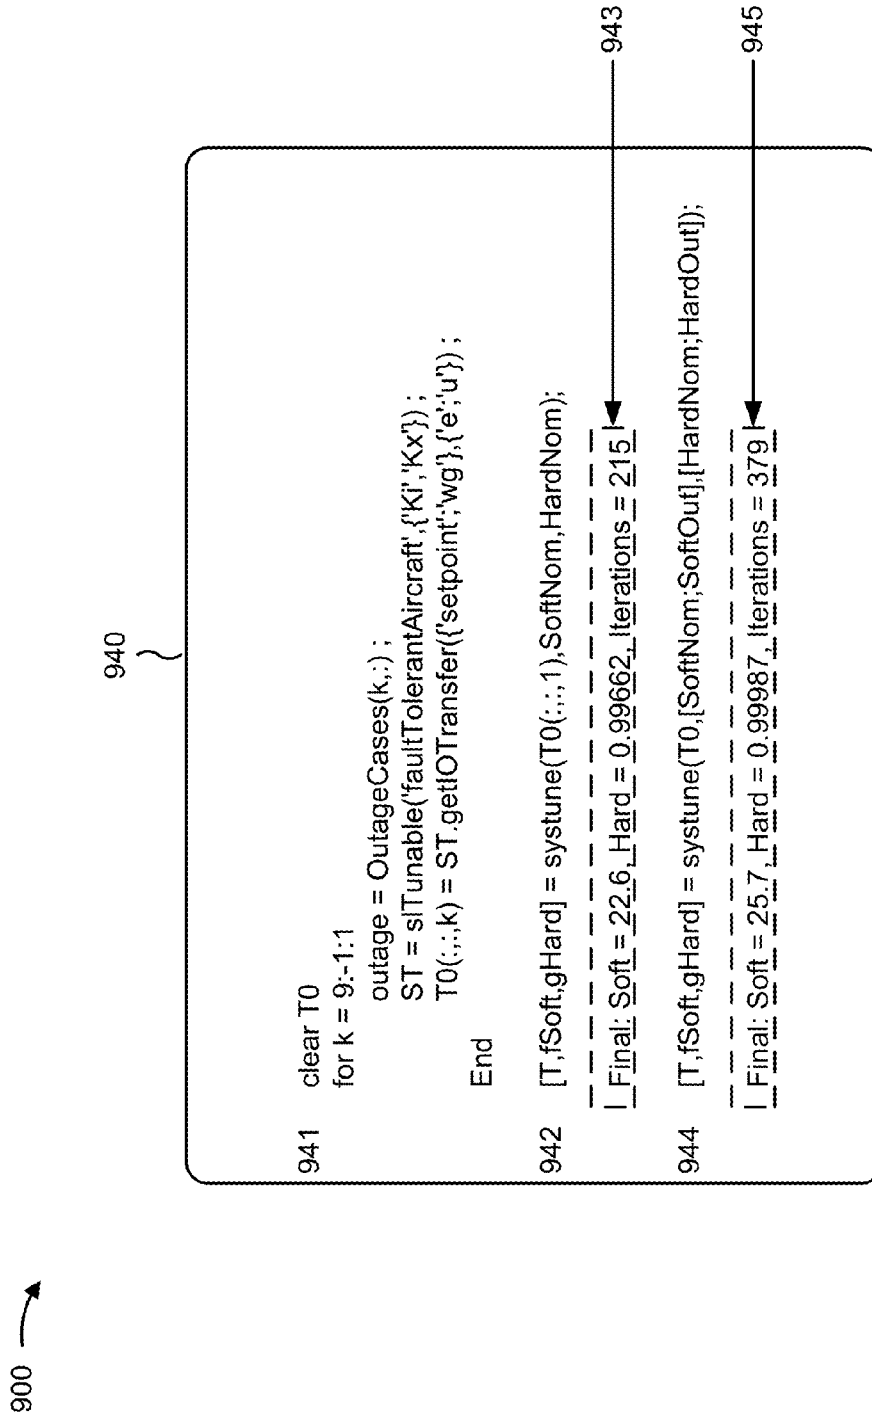 900
940
941 clear T0
for k = 9:-1:1
outage = OutageCases(k,:) ;
ST = slTunable('faultTolerantAircraft',{'Ki','Kx'}) ;
T0(:,:,k) = ST.getIOTransfer({'setpoint';'wg'},{'e';'u'}) ;
End
942 [T,fSoft,gHard] = systune(T0(:,:,1),SoftNom,HardNom);
Final: Soft = 22.6, Hard = 0.99662, Iterations = 215
943
944 [T,fSoft,gHard] = systune(T0,[SoftNom;SoftOut],[HardNom;HardOut]);
Final: Soft = 25.7, Hard = 0.99987, Iterations = 379
945